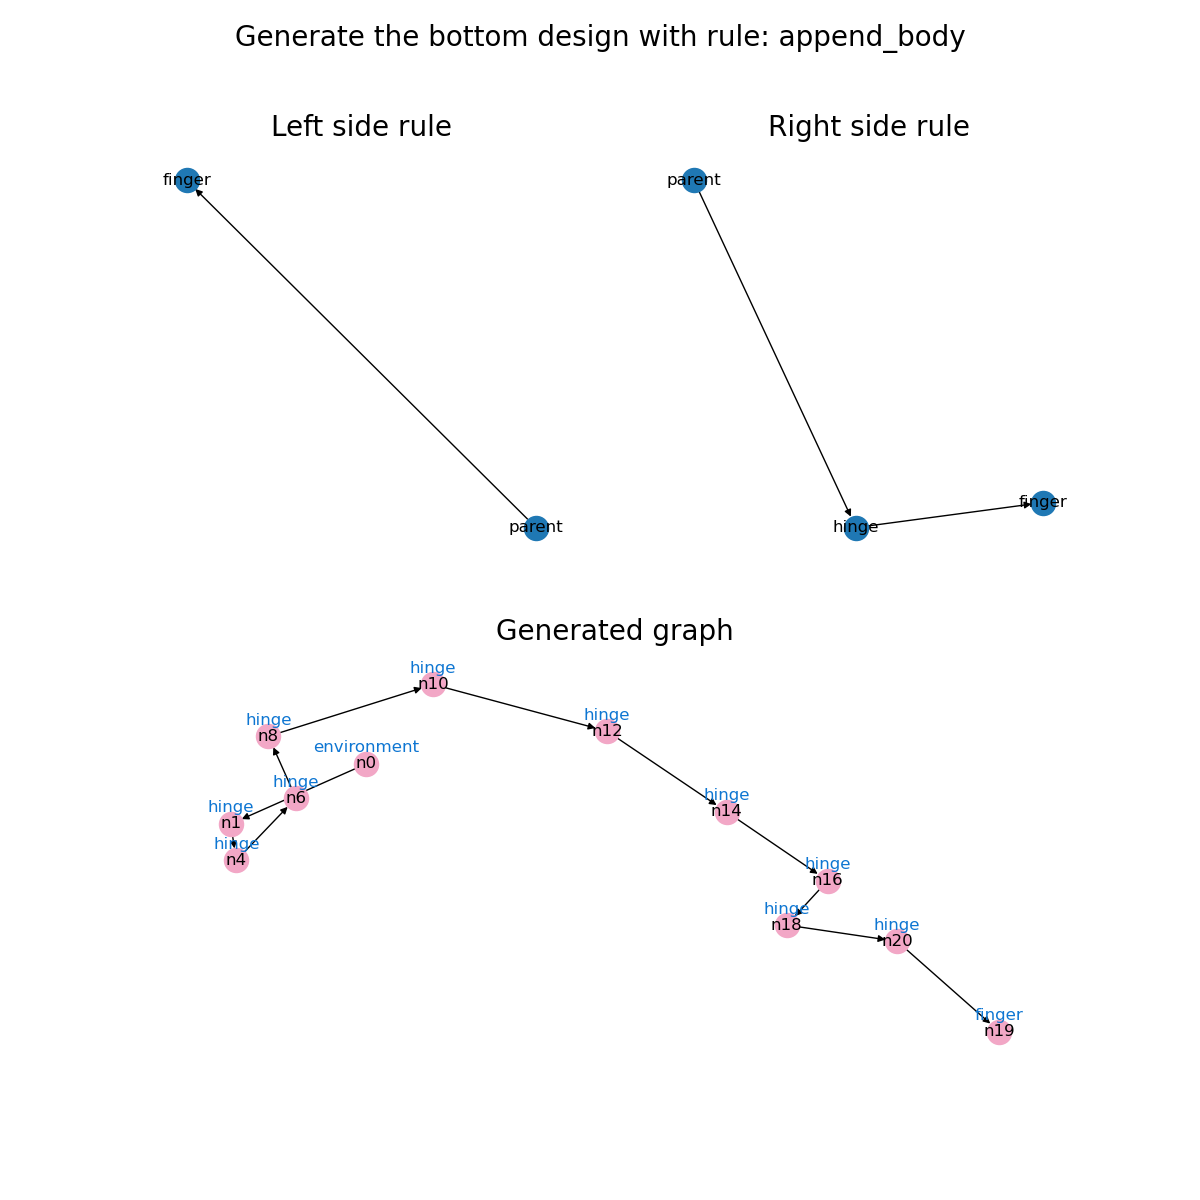 Generate the bottom design with rule: append_body
Left side rule
Right side rule
finger
parent
parent
hinge
finger
Generated graph
hinge
n10
hinge
n12
hinge
n8
environment
n0
hinge
n6
hinge
n14
hinge
n1
hinge
n4
hinge
n16
hinge
n18
hinge
n20
finger
n19